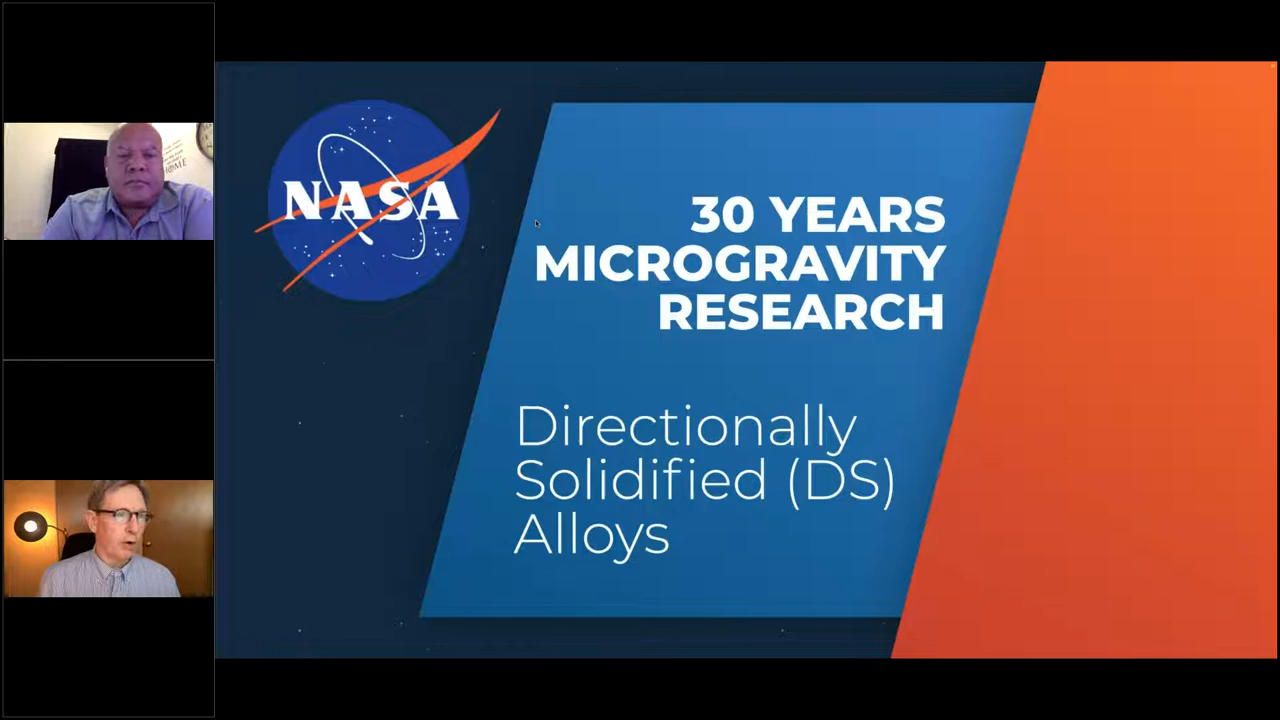 NASA
30 YEARS
MICROGRAVITY
RESEARCH
Directionally
Solidified (DS)
Alloys